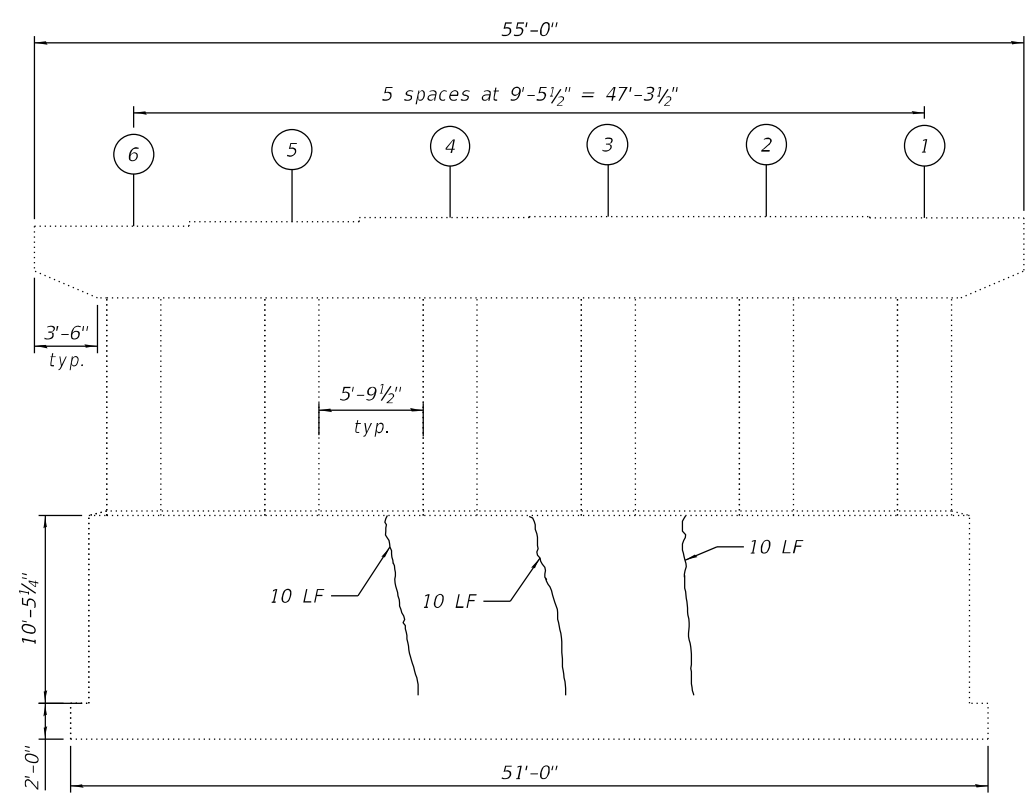 55'-0"
5 spaces at 9'-5½" = 47'-3½"
6 5 4 3 2 1
3'-6"
typ.
5'-9½"
typ.
10 LF
10 LF
10 LF
10'-5¼"
2'-0"
51'-0"